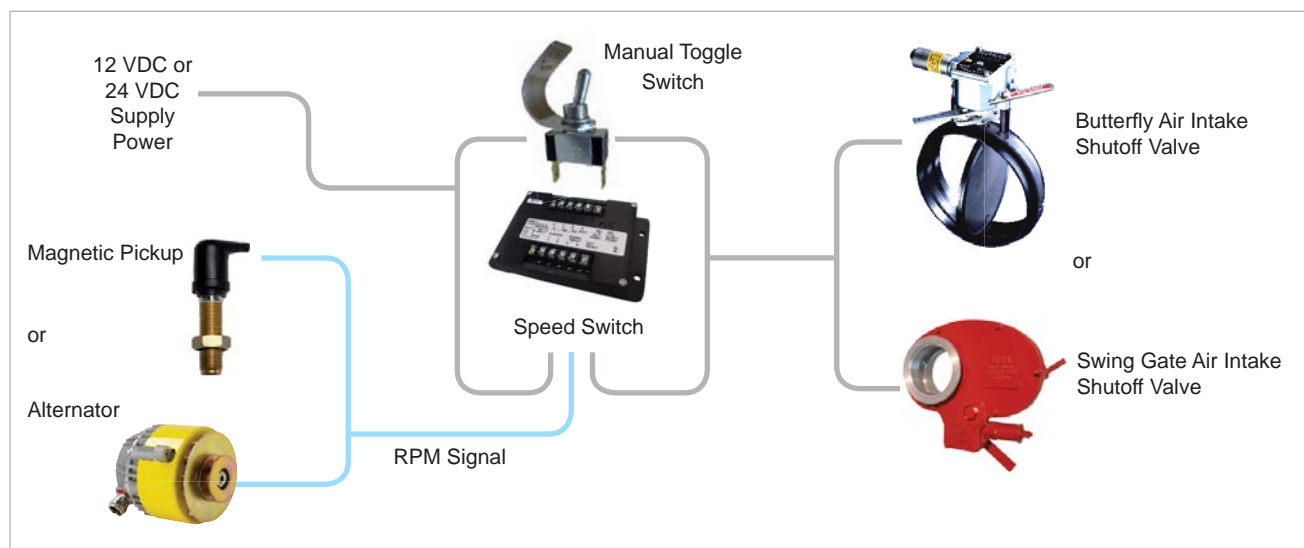 12 VDC or
24 VDC
Supply
Power
Manual Toggle
Switch
Butterfly Air Intake
Shutoff Valve
Magnetic Pickup
or
or
Speed Switch
Swing Gate Air Intake
Shutoff Valve
Alternator
RPM Signal